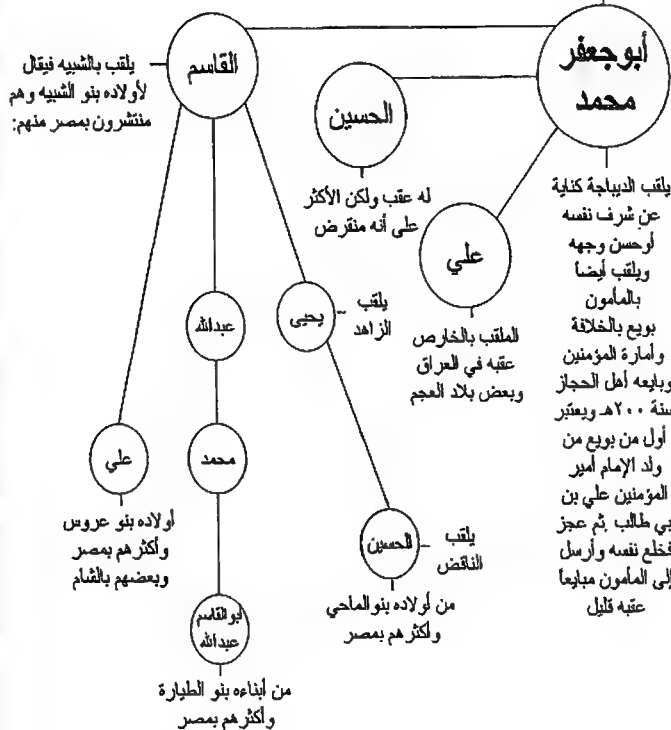 أبوجعفر
محمد
يلقب الديباجة كناية
عن شرف نفسه
أوحسن وجهه
ويلقب أيضاً
بالمأمون
بويع بالخلافة
وأمارة المؤمنين
وبايعه أهل الحجاز
سنة ٢٠٠هـ ويعتبر
أول من بويع من
ولد الإمام أمير
المؤمنين علي بن
بي طالب ثم عجز
فخلع نفسه وأرسل
إلى المأمون مبايعاً
عقبه قليل
القاسم
يلقب بالشبيه فيقال
لأولاده بنو الشبيه وهم
منتشرون بمصر منهم:
الحسين
له عقب ولكن الأكثر
على أنه منقرض
علي
الملقب بالخارص
عقبه في العراق
وبعض بلاد العجم
يحيى
يلقب
الزاهد
عبدالله
محمد
علي
أولاده بنو عروس
وأكثرهم بمصر
وبعضهم بالشام
الحسين
يلقب
الناقض
من أولاده بنو الماحي
وأكثرهم بمصر
أبوالقاسم
عبدالله
من أبناءه بنو الطيارة
وأكثرهم بمصر